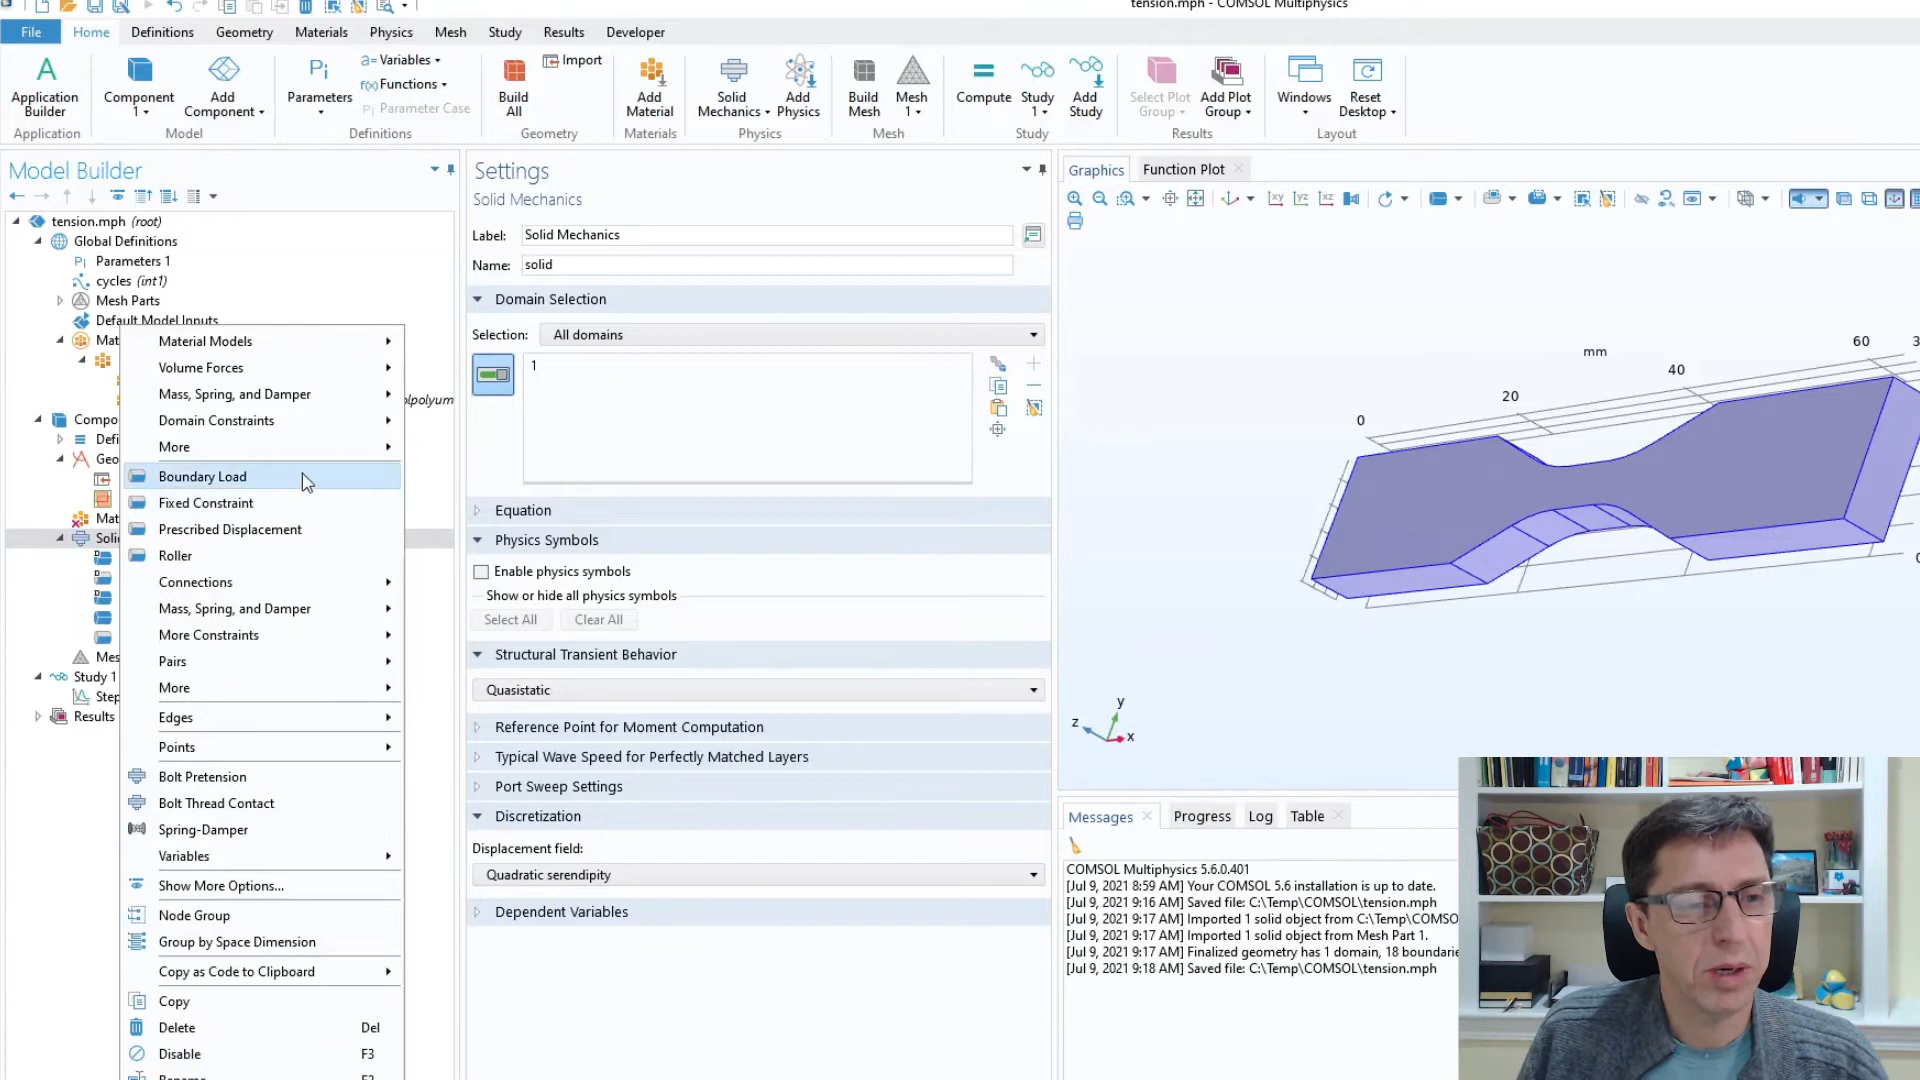 tension.mph - COMSOL Multiphysics
File Home Definitions Geometry Materials Physics Mesh Study Results Developer
Application Builder
Application
Component 1
Add Component
Model
Pi
Parameters
a= Variables
f(x) Functions
Pi Parameter Case
Definitions
Build All
Import
Geometry
Add Material
Materials
Solid Mechanics
Add Physics
Physics
Build Mesh
Mesh 1
Mesh
Compute
Study 1
Add Study
Study
Select Plot Group
Add Plot Group
Results
Windows
Reset Desktop
Layout
Model Builder
tension.mph (root)
Global Definitions
Pi Parameters 1
cycles (int1)
Mesh Parts
Default Model Inputs
Mat
olpolyum
Compo
Defi
Geo
Mat
Solid
Mes
Study 1
Step
Results
Material Models
Volume Forces
Mass, Spring, and Damper
Domain Constraints
More
Boundary Load
Fixed Constraint
Prescribed Displacement
Roller
Connections
Mass, Spring, and Damper
More Constraints
Pairs
More
Edges
Points
Bolt Pretension
Bolt Thread Contact
Spring-Damper
Variables
Show More Options...
Node Group
Group by Space Dimension
Copy as Code to Clipboard
Copy
Delete Del
Disable F3
Settings
Solid Mechanics
Label: Solid Mechanics
Name: solid
Domain Selection
Selection: All domains
1
Equation
Physics Symbols
Enable physics symbols
Show or hide all physics symbols
Select All Clear All
Structural Transient Behavior
Quasistatic
Reference Point for Moment Computation
Typical Wave Speed for Perfectly Matched Layers
Port Sweep Settings
Discretization
Displacement field:
Quadratic serendipity
Dependent Variables
Graphics Function Plot
xy yz xz
mm
0
20
40
60
y
z
x
Messages Progress Log Table
COMSOL Multiphysics 5.6.0.401
[Jul 9, 2021 8:59 AM] Your COMSOL 5.6 installation is up to date.
[Jul 9, 2021 9:16 AM] Saved file: C:\Temp\COMSOL\tension.mph
[Jul 9, 2021 9:17 AM] Imported 1 solid object from C:\Temp\COMSO
[Jul 9, 2021 9:17 AM] Imported 1 solid object from Mesh Part 1.
[Jul 9, 2021 9:17 AM] Finalized geometry has 1 domain, 18 boundarie
[Jul 9, 2021 9:18 AM] Saved file: C:\Temp\COMSOL\tension.mph